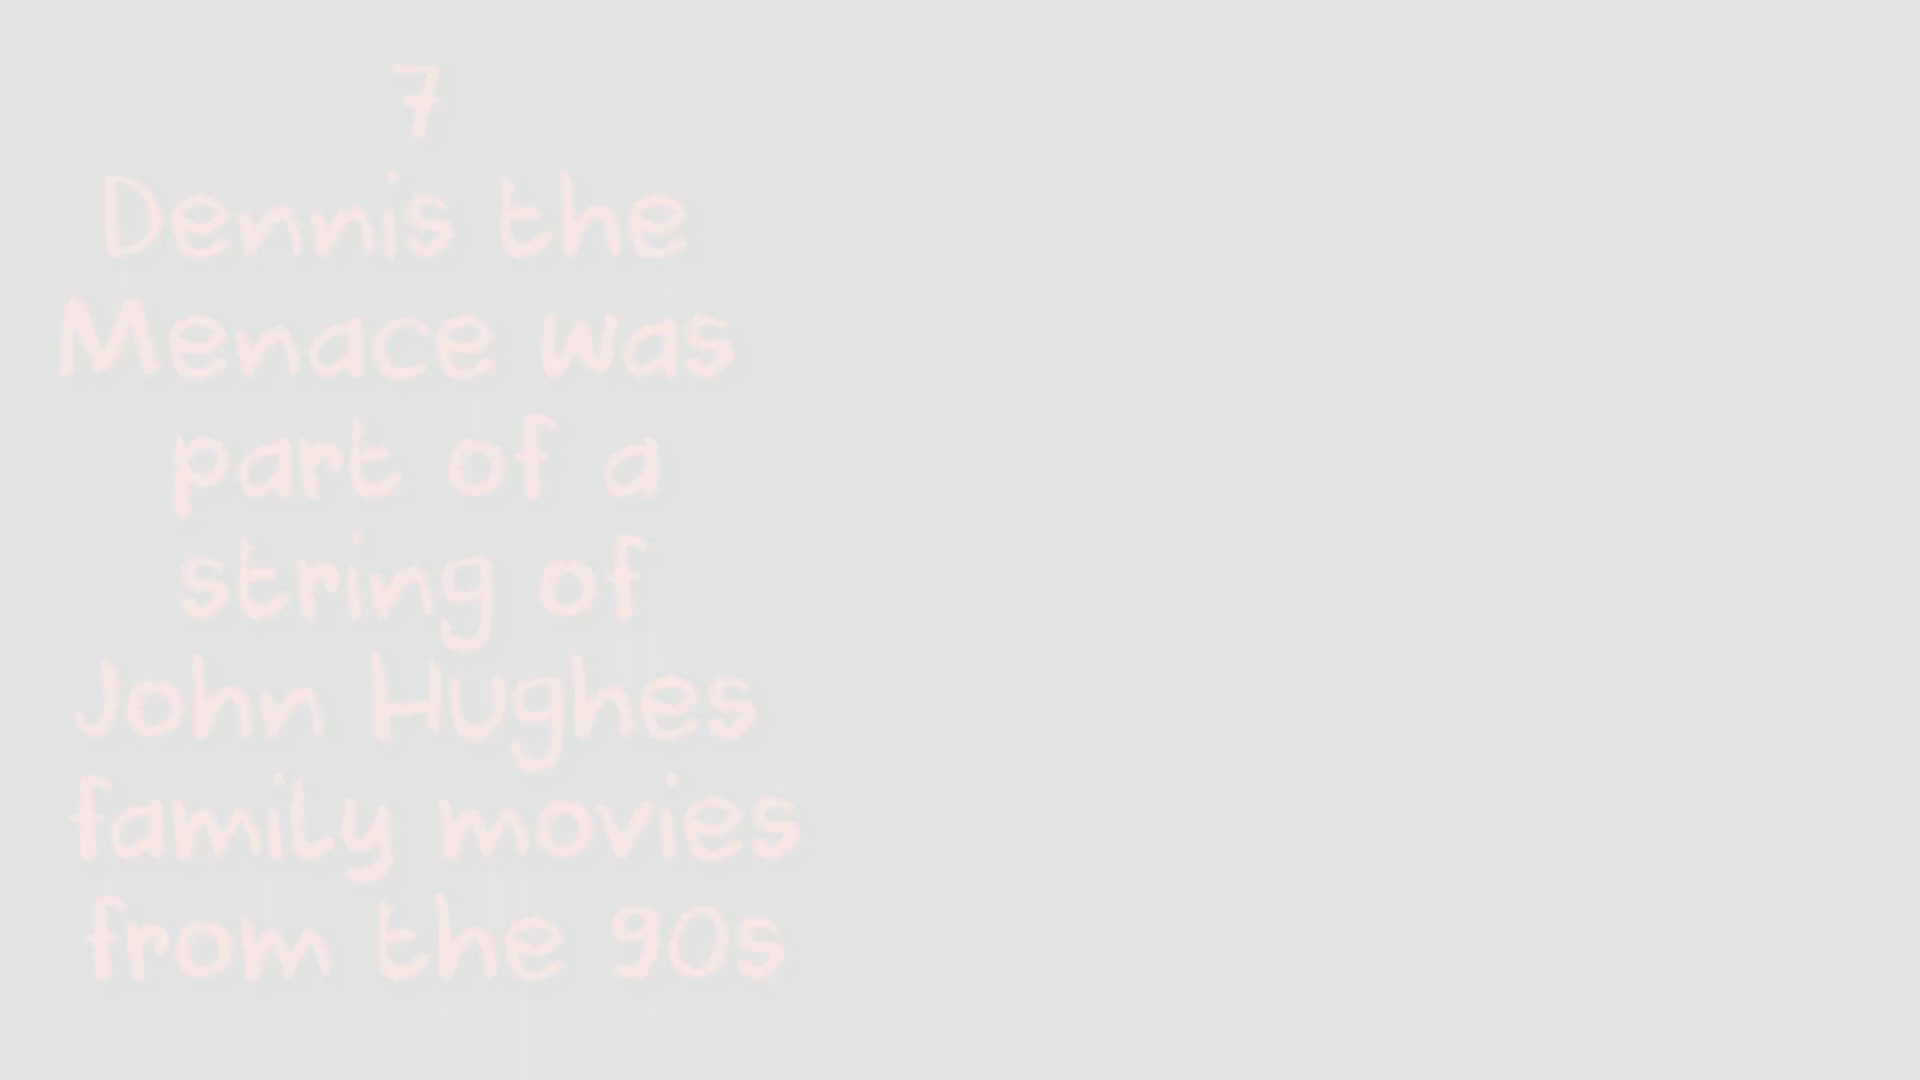 7
Dennis the
Menace was
part of a
string of
John Hughes
family movies
from the 90s